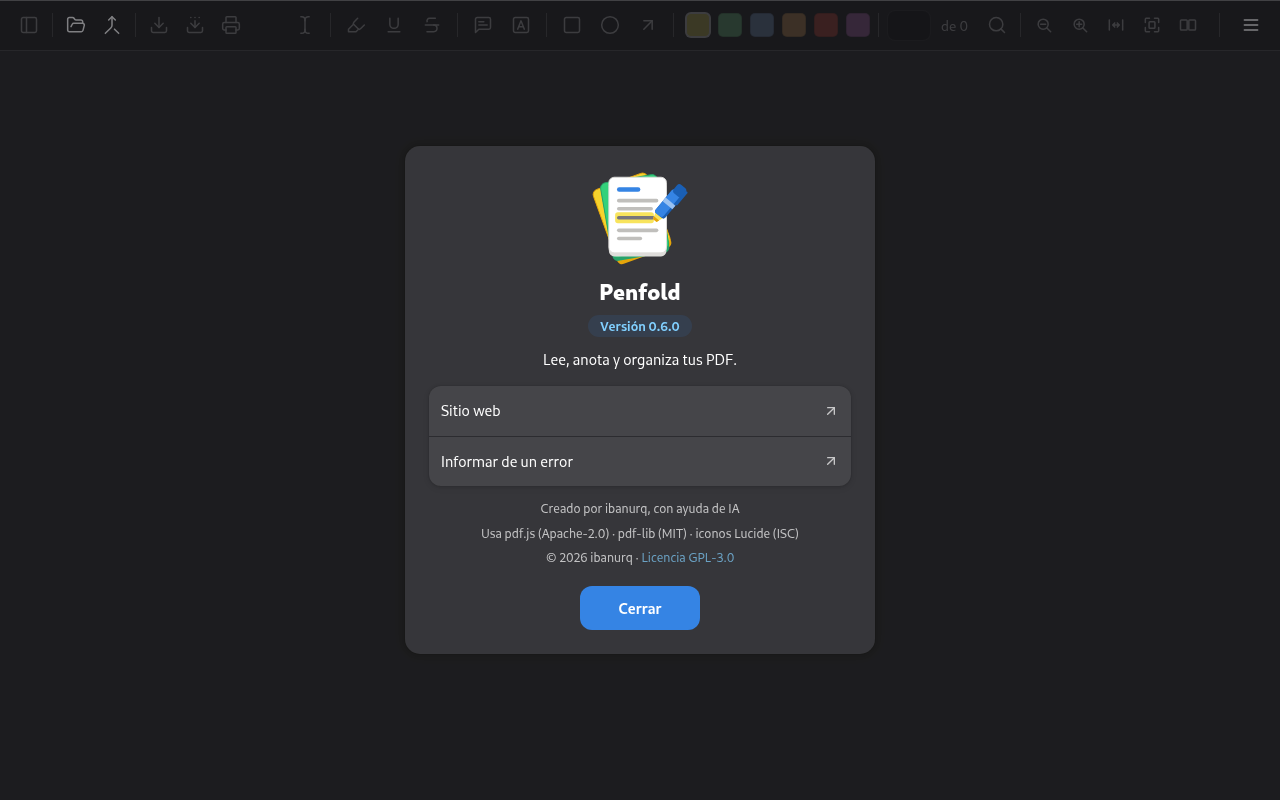 de 0
Penfold
Versión 0.6.0
Lee, anota y organiza tus PDF.
Sitio web
Informar de un error
Creado por ibanurq, con ayuda de IA
Usa pdf.js (Apache-2.0) · pdf-lib (MIT) · iconos Lucide (ISC)
© 2026 ibanurq · Licencia GPL-3.0
Cerrar